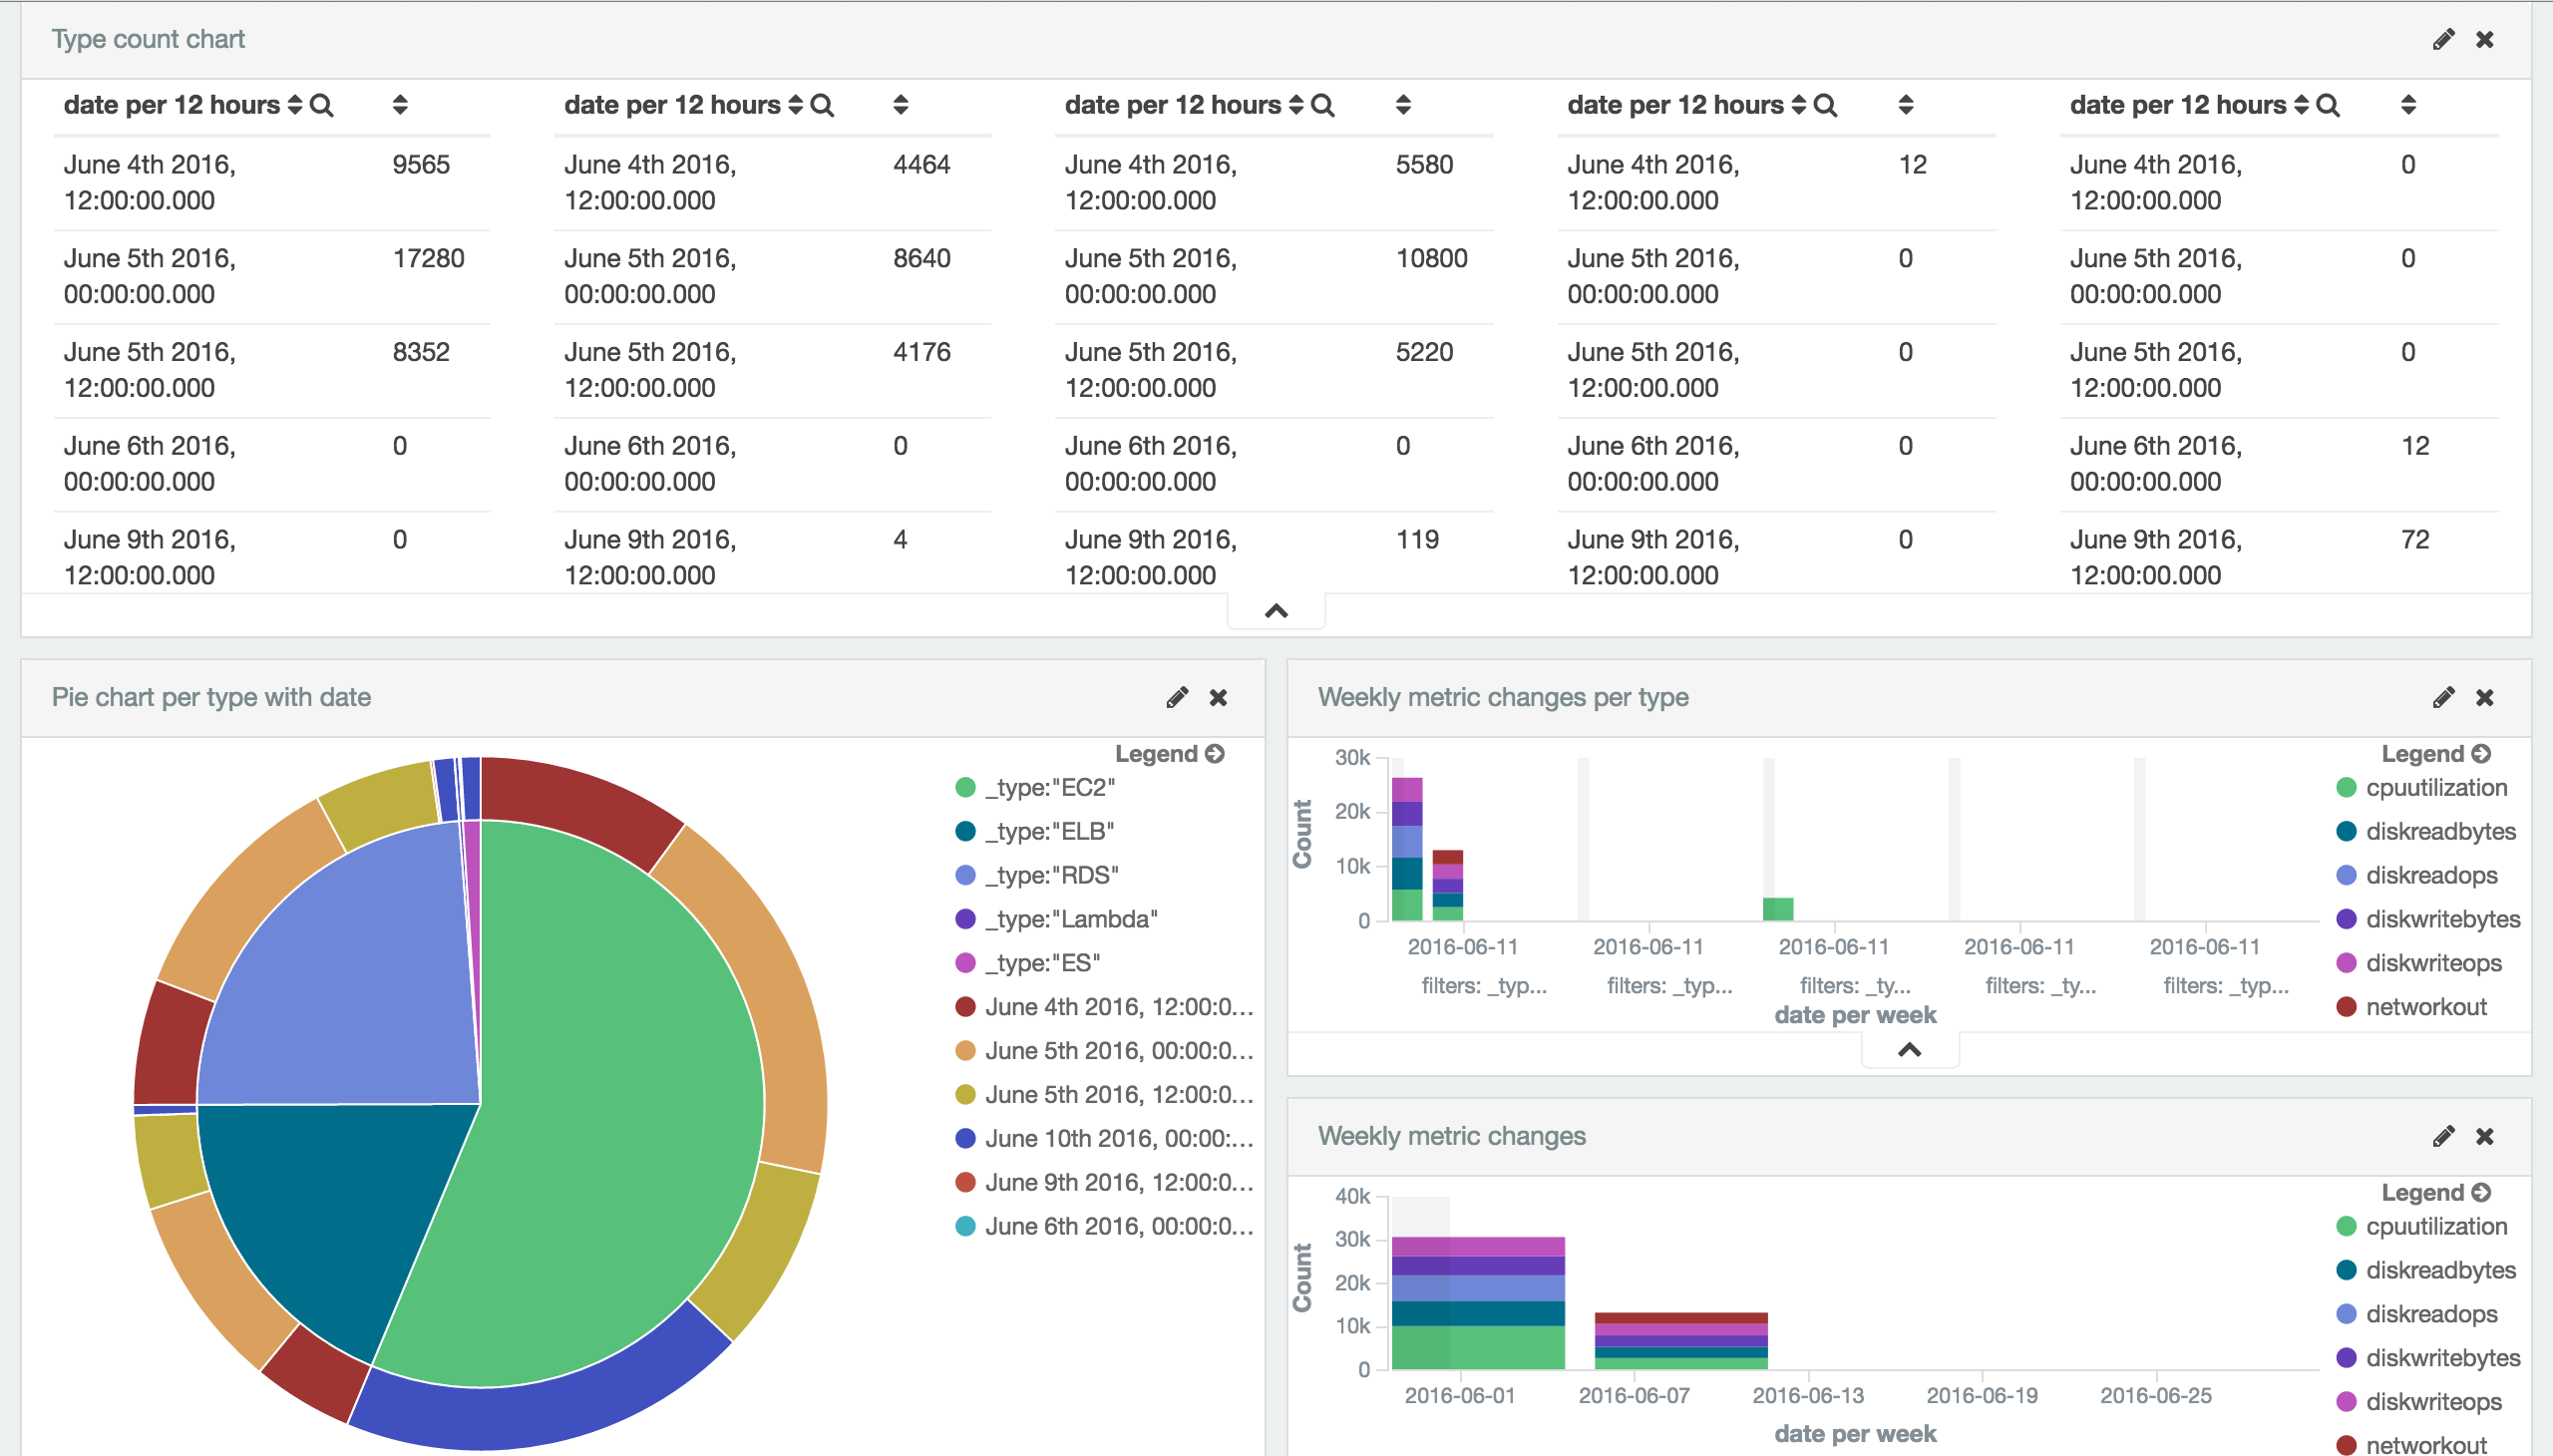 Type count chart
date per 12 hours date per 12 hours date per 12 hours date per 12 hours date per 12 hours
June 4th 2016, 9565 June 4th 2016, 4464 June 4th 2016, 5580 June 4th 2016, 12 June 4th 2016, 0
12:00:00.000 12:00:00.000 12:00:00.000 12:00:00.000 12:00:00.000
June 5th 2016, 17280 June 5th 2016, 8640 June 5th 2016, 10800 June 5th 2016, 0 June 5th 2016, 0
00:00:00.000 00:00:00.000 00:00:00.000 00:00:00.000 00:00:00.000
June 5th 2016, 8352 June 5th 2016, 4176 June 5th 2016, 5220 June 5th 2016, 0 June 5th 2016, 0
12:00:00.000 12:00:00.000 12:00:00.000 12:00:00.000 12:00:00.000
June 6th 2016, 0 June 6th 2016, 0 June 6th 2016, 0 June 6th 2016, 0 June 6th 2016, 12
00:00:00.000 00:00:00.000 00:00:00.000 00:00:00.000 00:00:00.000
June 9th 2016, 0 June 9th 2016, 4 June 9th 2016, 119 June 9th 2016, 0 June 9th 2016, 72
12:00:00.000 12:00:00.000 12:00:00.000 12:00:00.000 12:00:00.000
Pie chart per type with date
Legend
_type:"EC2"
_type:"ELB"
_type:"RDS"
_type:"Lambda"
_type:"ES"
June 4th 2016, 12:00:0...
June 5th 2016, 00:00:0...
June 5th 2016, 12:00:0...
June 10th 2016, 00:00:...
June 9th 2016, 12:00:0...
June 6th 2016, 00:00:0...
Weekly metric changes per type
Count
30k
20k
10k
0
2016-06-11 2016-06-11 2016-06-11 2016-06-11 2016-06-11
filters: _typ... filters: _typ... filters: _ty... filters: _ty... filters: _typ...
date per week
Legend
cpuutilization
diskreadbytes
diskreadops
diskwritebytes
diskwriteops
networkout
Weekly metric changes
Count
40k
30k
20k
10k
0
2016-06-01 2016-06-07 2016-06-13 2016-06-19 2016-06-25
date per week
Legend
cpuutilization
diskreadbytes
diskreadops
diskwritebytes
diskwriteops
networkout